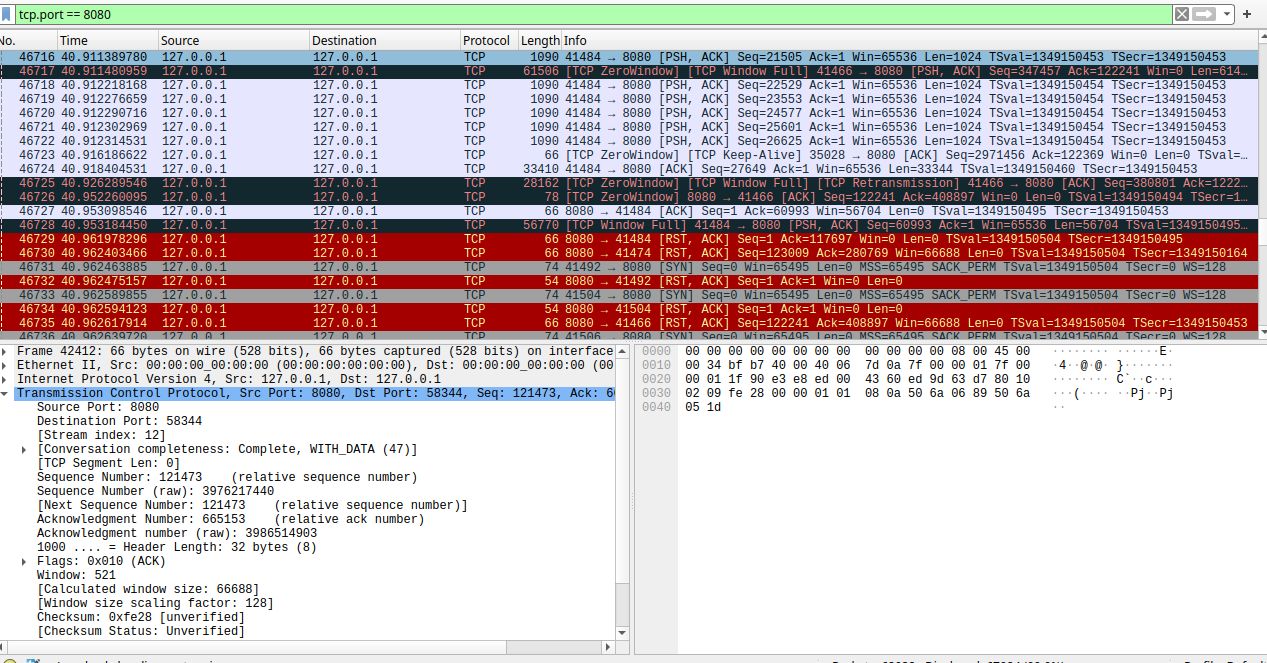 tcp.port == 8080
No. Time Source Destination Protocol Length Info
46716 40.911389780 127.0.0.1 127.0.0.1 TCP 1090 41484 → 8080 [PSH, ACK] Seq=21505 Ack=1 Win=65536 Len=1024 TSval=1349150453 TSecr=1349150453
46717 40.911480959 127.0.0.1 127.0.0.1 TCP 61506 [TCP ZeroWindow] [TCP Window Full] 41466 → 8080 [PSH, ACK] Seq=347457 Ack=122241 Win=0 Len=614…
46718 40.912218168 127.0.0.1 127.0.0.1 TCP 1090 41484 → 8080 [PSH, ACK] Seq=22529 Ack=1 Win=65536 Len=1024 TSval=1349150454 TSecr=1349150453
46719 40.912276659 127.0.0.1 127.0.0.1 TCP 1090 41484 → 8080 [PSH, ACK] Seq=23553 Ack=1 Win=65536 Len=1024 TSval=1349150454 TSecr=1349150453
46720 40.912290716 127.0.0.1 127.0.0.1 TCP 1090 41484 → 8080 [PSH, ACK] Seq=24577 Ack=1 Win=65536 Len=1024 TSval=1349150454 TSecr=1349150453
46721 40.912302969 127.0.0.1 127.0.0.1 TCP 1090 41484 → 8080 [PSH, ACK] Seq=25601 Ack=1 Win=65536 Len=1024 TSval=1349150454 TSecr=1349150453
46722 40.912314531 127.0.0.1 127.0.0.1 TCP 1090 41484 → 8080 [PSH, ACK] Seq=26625 Ack=1 Win=65536 Len=1024 TSval=1349150454 TSecr=1349150453
46723 40.916186622 127.0.0.1 127.0.0.1 TCP 66 [TCP ZeroWindow] [TCP Keep-Alive] 35028 → 8080 [ACK] Seq=2971456 Ack=122369 Win=0 Len=0 TSval=…
46724 40.918404531 127.0.0.1 127.0.0.1 TCP 33410 41484 → 8080 [ACK] Seq=27649 Ack=1 Win=65536 Len=33344 TSval=1349150460 TSecr=1349150453
46725 40.926289546 127.0.0.1 127.0.0.1 TCP 28162 [TCP ZeroWindow] [TCP Window Full] [TCP Retransmission] 41466 → 8080 [ACK] Seq=380801 Ack=1222…
46726 40.952260095 127.0.0.1 127.0.0.1 TCP 78 [TCP ZeroWindow] 8080 → 41466 [ACK] Seq=122241 Ack=408897 Win=0 Len=0 TSval=1349150494 TSecr=1…
46727 40.953098546 127.0.0.1 127.0.0.1 TCP 66 8080 → 41484 [ACK] Seq=1 Ack=60993 Win=56704 Len=0 TSval=1349150495 TSecr=1349150453
46728 40.953184450 127.0.0.1 127.0.0.1 TCP 56770 [TCP Window Full] 41484 → 8080 [PSH, ACK] Seq=60993 Ack=1 Win=65536 Len=56704 TSval=1349150495…
46729 40.961978296 127.0.0.1 127.0.0.1 TCP 66 8080 → 41484 [RST, ACK] Seq=1 Ack=117697 Win=0 Len=0 TSval=1349150504 TSecr=1349150495
46730 40.962403466 127.0.0.1 127.0.0.1 TCP 66 8080 → 41474 [RST, ACK] Seq=123009 Ack=280769 Win=66688 Len=0 TSval=1349150504 TSecr=1349150164
46731 40.962463885 127.0.0.1 127.0.0.1 TCP 74 41492 → 8080 [SYN] Seq=0 Win=65495 Len=0 MSS=65495 SACK_PERM TSval=1349150504 TSecr=0 WS=128
46732 40.962475157 127.0.0.1 127.0.0.1 TCP 54 8080 → 41492 [RST, ACK] Seq=1 Ack=1 Win=0 Len=0
46733 40.962589855 127.0.0.1 127.0.0.1 TCP 74 41504 → 8080 [SYN] Seq=0 Win=65495 Len=0 MSS=65495 SACK_PERM TSval=1349150504 TSecr=0 WS=128
46734 40.962594123 127.0.0.1 127.0.0.1 TCP 54 8080 → 41504 [RST, ACK] Seq=1 Ack=1 Win=0 Len=0
46735 40.962617914 127.0.0.1 127.0.0.1 TCP 66 8080 → 41466 [RST, ACK] Seq=122241 Ack=408897 Win=66688 Len=0 TSval=1349150504 TSecr=1349150453
46736 40.962639720 127.0.0.1 127.0.0.1 TCP 74 41506 → 8080 [SYN] Seq=0 Win=65495 Len=0 MSS=65495 SACK_PERM TSval=1349150504 TSecr=0 WS=128
Frame 42412: 66 bytes on wire (528 bits), 66 bytes captured (528 bits) on interface
Ethernet II, Src: 00:00:00_00:00:00 (00:00:00:00:00:00), Dst: 00:00:00_00:00:00 (00
Internet Protocol Version 4, Src: 127.0.0.1, Dst: 127.0.0.1
Transmission Control Protocol, Src Port: 8080, Dst Port: 58344, Seq: 121473, Ack: 6
Source Port: 8080
Destination Port: 58344
[Stream index: 12]
[Conversation completeness: Complete, WITH_DATA (47)]
[TCP Segment Len: 0]
Sequence Number: 121473 (relative sequence number)
Sequence Number (raw): 3976217440
[Next Sequence Number: 121473 (relative sequence number)]
Acknowledgment Number: 665153 (relative ack number)
Acknowledgment number (raw): 3986514903
1000 .... = Header Length: 32 bytes (8)
Flags: 0x010 (ACK)
Window: 521
[Calculated window size: 66688]
[Window size scaling factor: 128]
Checksum: 0xfe28 [unverified]
[Checksum Status: Unverified]
0000 00 00 00 00 00 00 00 00 00 00 00 00 08 00 45 00 ········ ······E·
0010 00 34 bf b7 40 00 40 06 7d 0a 7f 00 00 01 7f 00 ·4··@·@· }·······
0020 00 01 1f 90 e3 e8 ed 00 43 60 ed 9d 63 d7 80 10 ········ C`··c···
0030 02 09 fe 28 00 00 01 01 08 0a 50 6a 06 89 50 6a ···(···· ··Pj··Pj
0040 05 1d ··